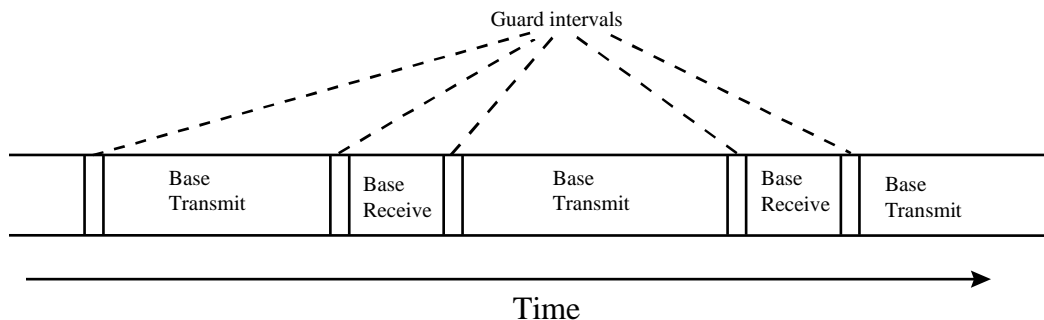 Guard intervals
Base
Transmit
Base
Receive
Base
Transmit
Base
Receive
Base
Transmit
Time